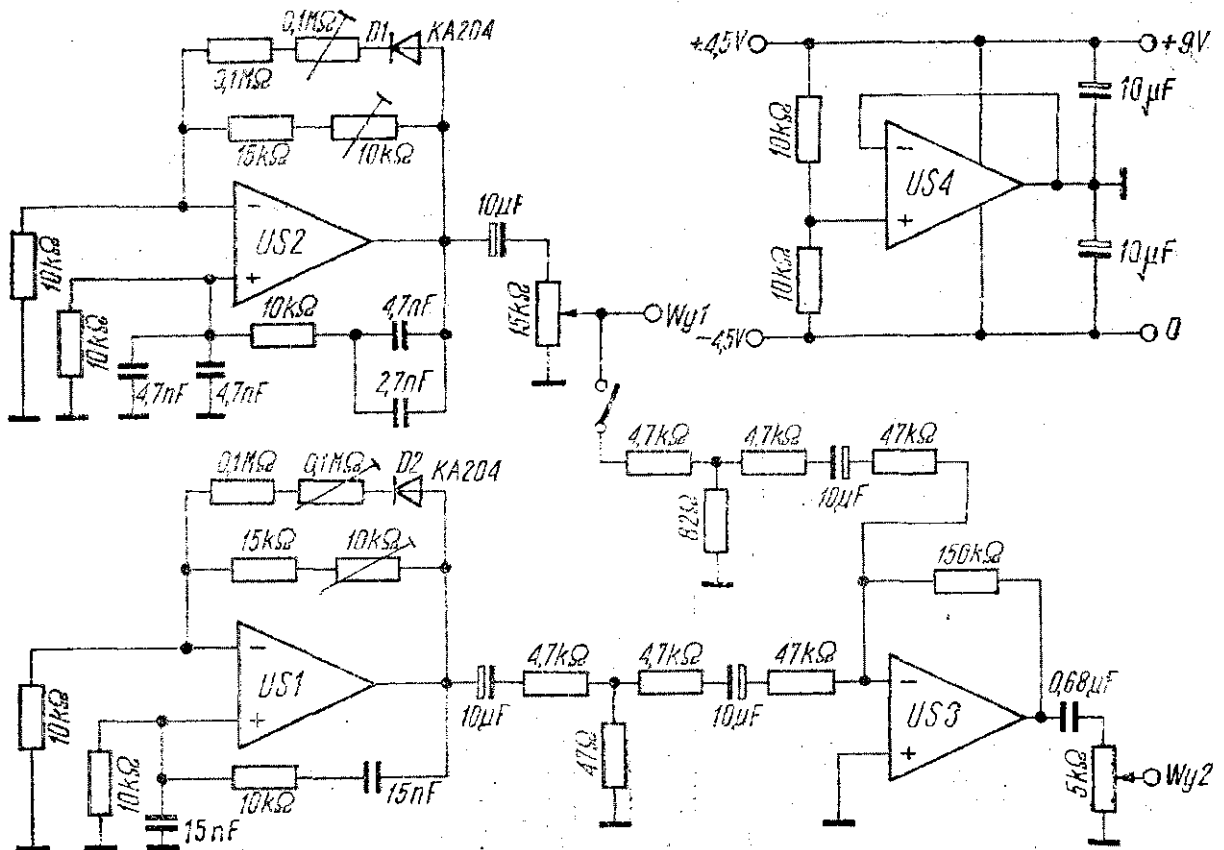 0,1MΩ
0,1MΩ
D1
KA204
15kΩ
10kΩ
US2
-
+
10kΩ
10kΩ
4,7nF
4,7nF
10kΩ
4,7nF
2,7nF
10µF
15kΩ
Wy1
+4,5V
+9V
10kΩ
10kΩ
US4
-
+
10µF
10µF
-4,5V
0
4,7kΩ
4,7kΩ
47kΩ
82Ω
10µF
0,1MΩ
0,1MΩ
D2
KA204
15kΩ
10kΩ
US1
-
+
10kΩ
10kΩ
15nF
10kΩ
15nF
10µF
4,7kΩ
4,7kΩ
47kΩ
47Ω
10µF
150kΩ
US3
-
+
0,68µF
5kΩ
Wy2